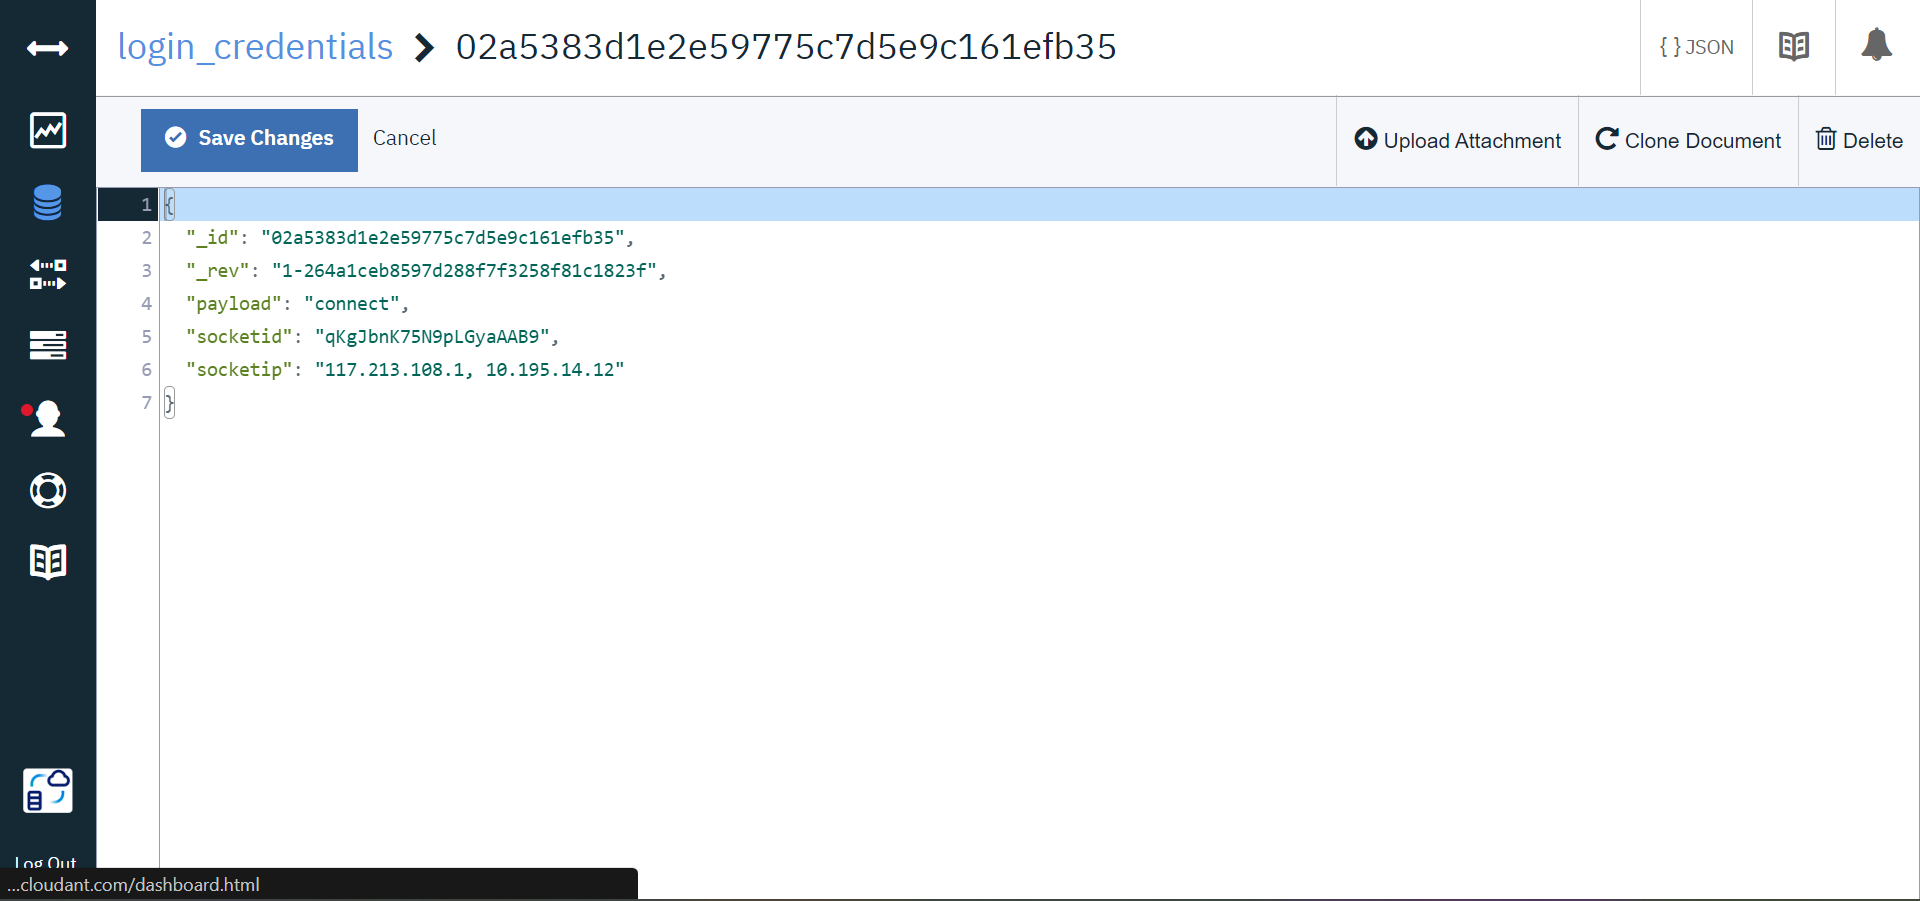 login_credentials > 02a5383d1e2e59775c7d5e9c161efb35
{ } JSON
Save Changes
Cancel
Upload Attachment
Clone Document
Delete
1 {
2 "_id": "02a5383d1e2e59775c7d5e9c161efb35",
3 "_rev": "1-264a1ceb8597d288f7f3258f81c1823f",
4 "payload": "connect",
5 "socketid": "qKgJbnK75N9pLGyaAAB9",
6 "socketip": "117.213.108.1, 10.195.14.12"
7 }
Log Out
...cloudant.com/dashboard.html